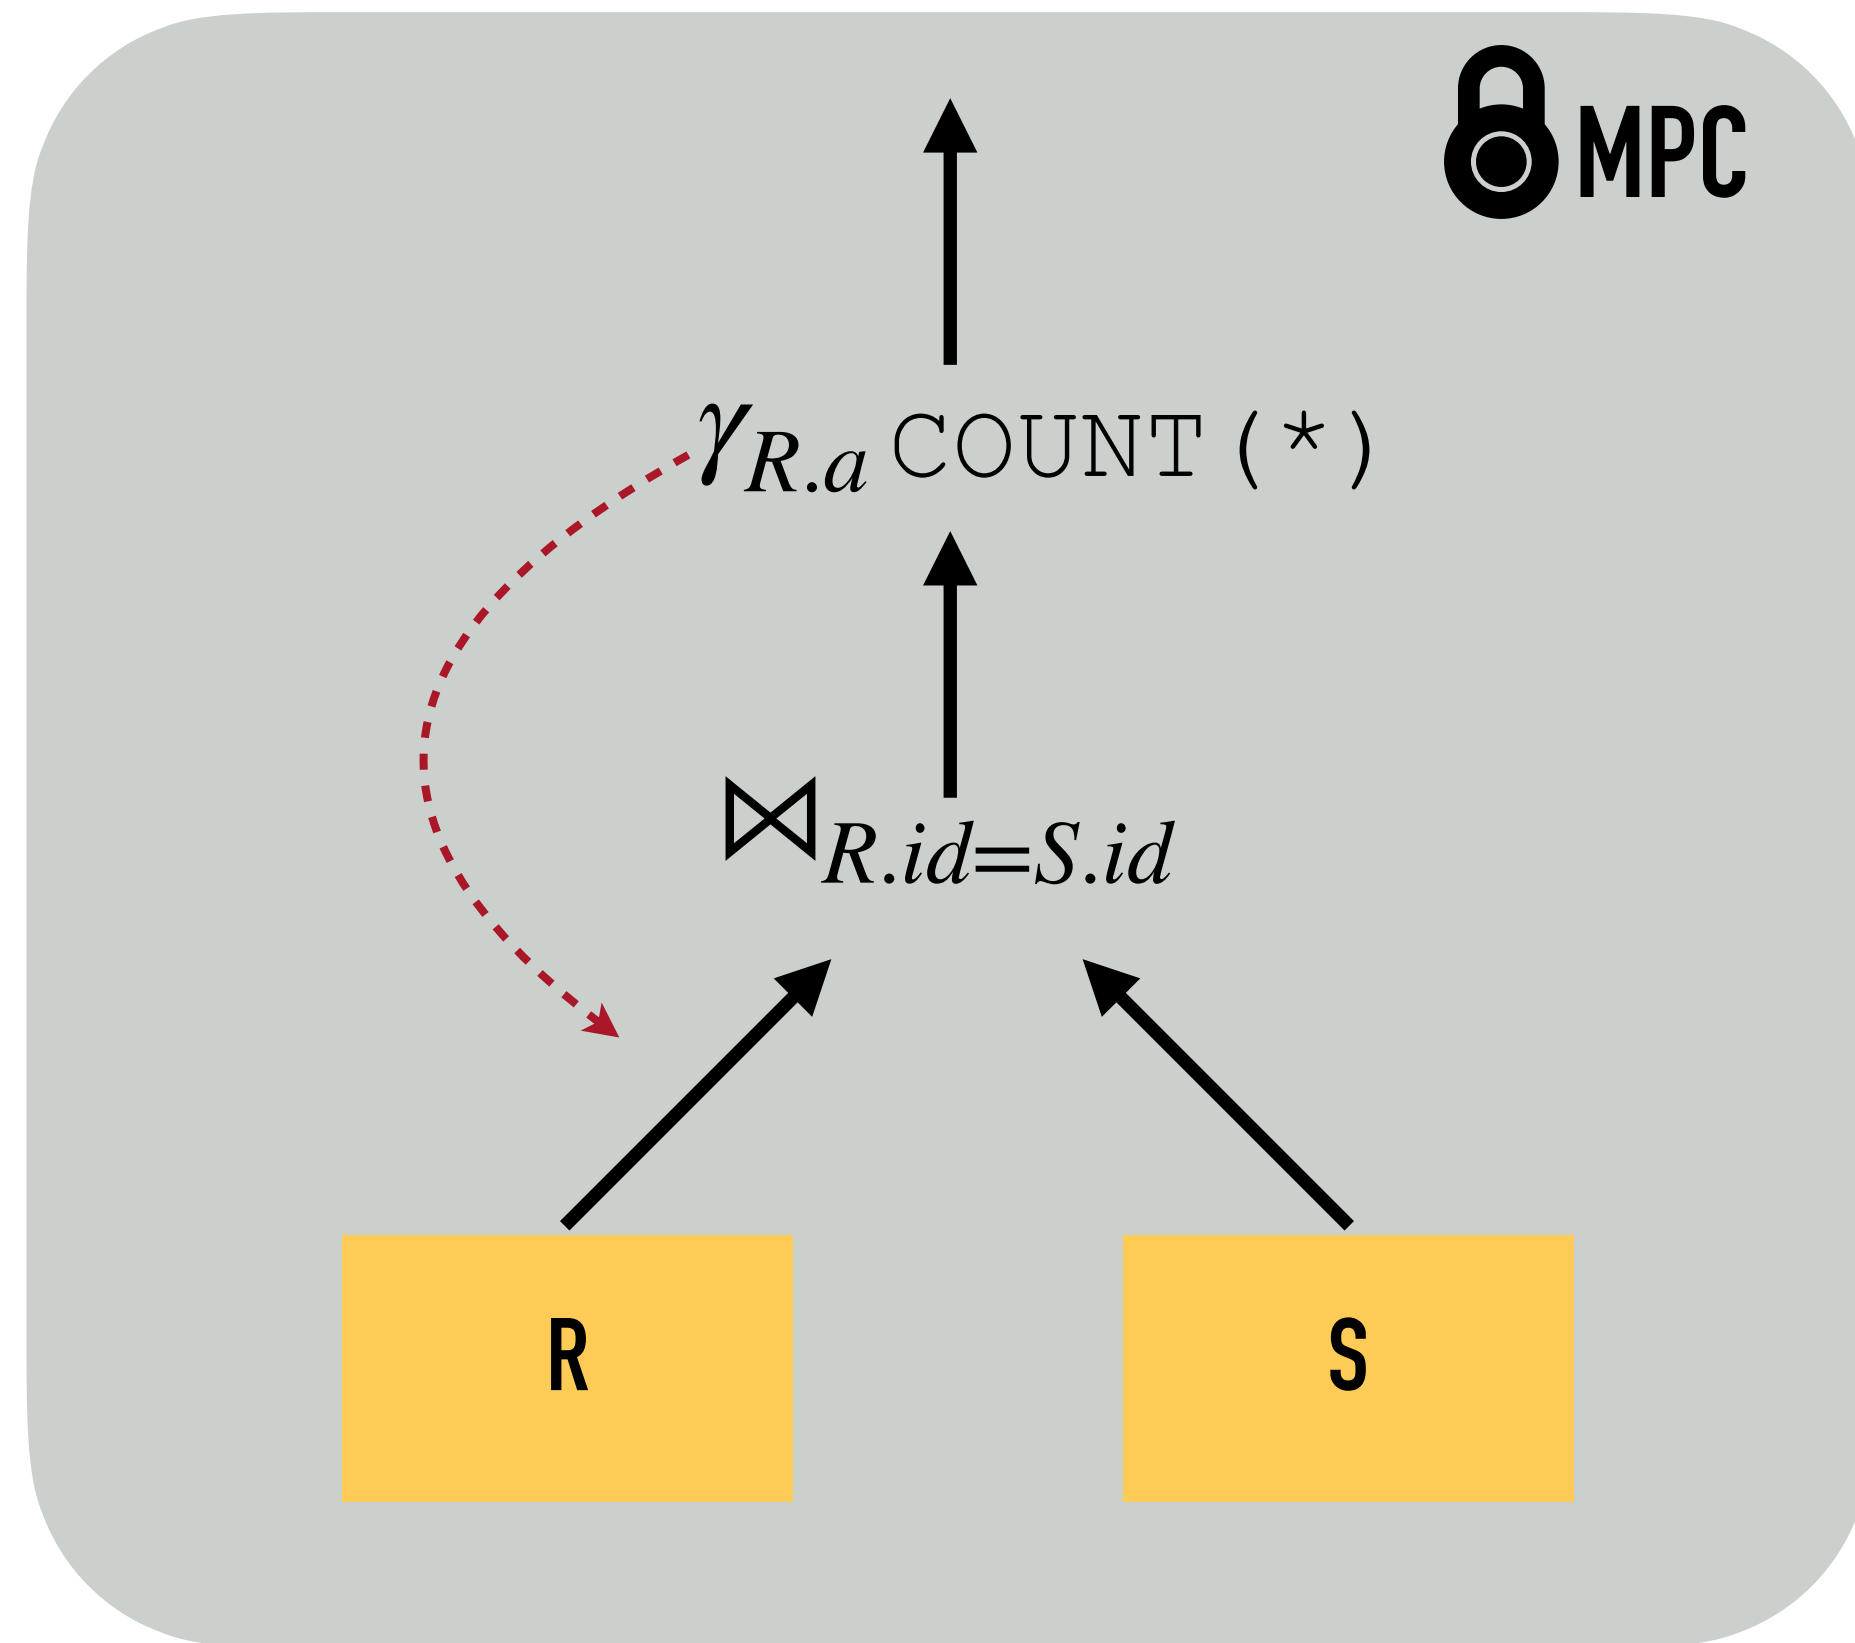 MPC
γR.a COUNT(*)
⋈R.id=S.id
R S